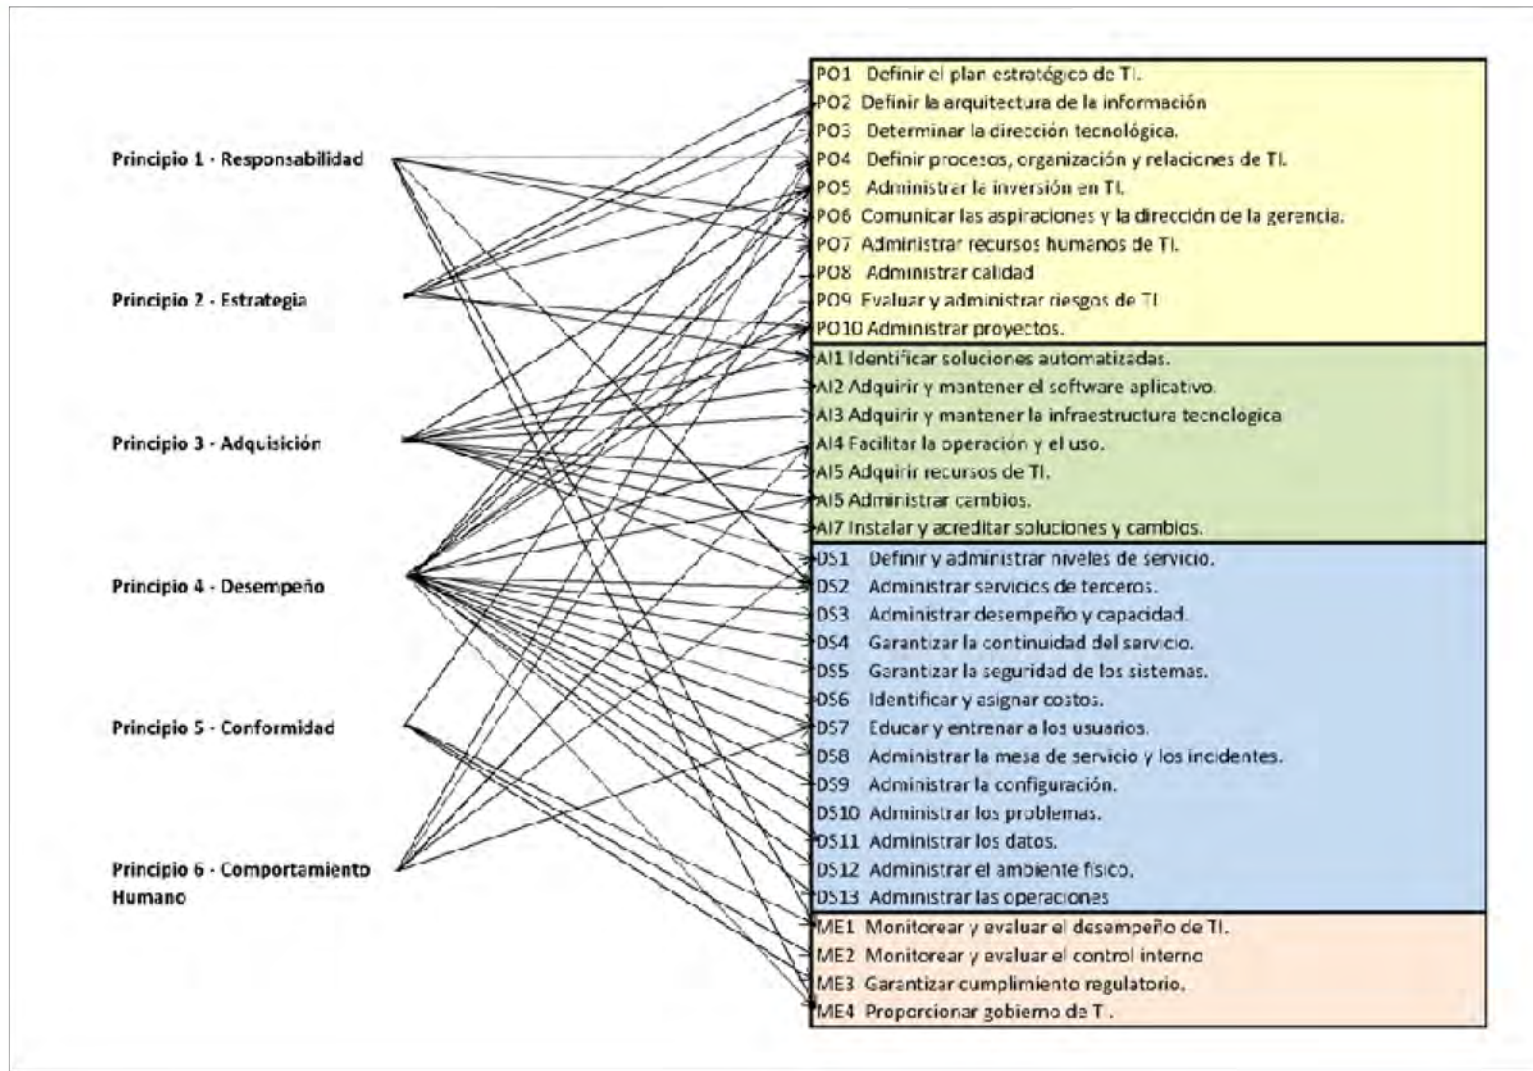 Principio 1 - Responsabilidad
Principio 2 - Estrategia
Principio 3 - Adquisición
Principio 4 - Desempeño
Principio 5 - Conformidad
Principio 6 - Comportamiento
Humano
PO1 Definir el plan estratégico de TI.
PO2 Definir la arquitectura de la información
PO3 Determinar la dirección tecnológica.
PO4 Definir procesos, organización y relaciones de TI.
PO5 Administrar la inversión en TI.
PO6 Comunicar las aspiraciones y la dirección de la gerencia.
PO7 Administrar recursos humanos de TI.
PO8 Administrar calidad
PO9 Evaluar y administrar riesgos de TI
PO10 Administrar proyectos.
AI1 Identificar soluciones automatizadas.
AI2 Adquirir y mantener el software aplicativo.
AI3 Adquirir y mantener la infraestructura tecnológica
AI4 Facilitar la operación y el uso.
AI5 Adquirir recursos de TI.
AI6 Administrar cambios.
AI7 Instalar y acreditar soluciones y cambios.
DS1 Definir y administrar niveles de servicio.
DS2 Administrar servicios de terceros.
DS3 Administrar desempeño y capacidad.
DS4 Garantizar la continuidad del servicio.
DS5 Garantizar la seguridad de los sistemas.
DS6 Identificar y asignar costos.
DS7 Educar y entrenar a los usuarios.
DS8 Administrar la mesa de servicio y los incidentes.
DS9 Administrar la configuración.
DS10 Administrar los problemas.
DS11 Administrar los datos.
DS12 Administrar el ambiente físico.
DS13 Administrar las operaciones
ME1 Monitorear y evaluar el desempeño de TI.
ME2 Monitorear y evaluar el control interno
ME3 Garantizar cumplimiento regulatorio.
ME4 Proporcionar gobierno de TI.